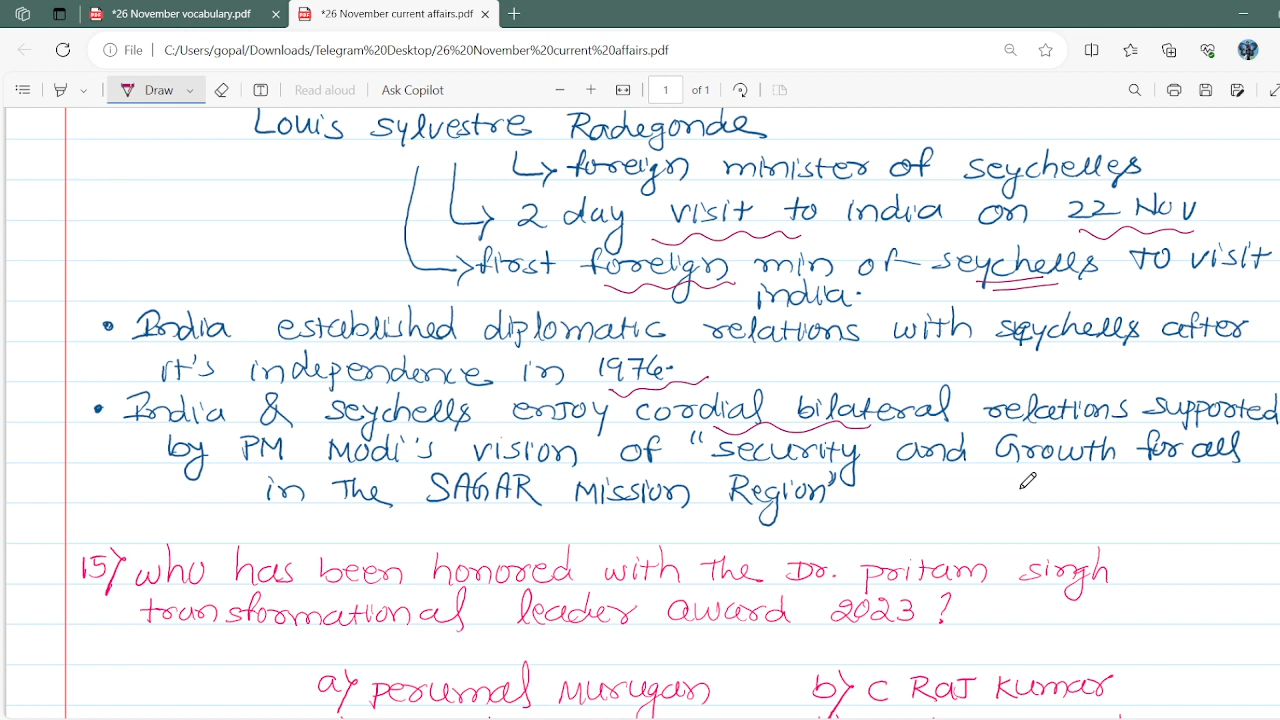 *26 November vocabulary.pdf
*26 November current affairs.pdf
File C:/Users/gopal/Downloads/Telegram%20Desktop/26%20November%20current%20affairs.pdf
Draw Read aloud Ask Copilot 1 of 1
Louis sylvestre Radegonde
foreign minister of seychelles
2 day visit to india on 22 Nov
first foreign min of seychells to visit
india.
India established diplomatic relations with seychells after
it's independence in 1976.
India & seychells enjoy cordial bilateral relations supported
by PM Modi's vision of "security and Growth for all
in the SAGAR Mission Region"
15) who has been honored with the Dr. pritam singh
transformational leader award 2023?
a) perumal Murugan b) C Raj Kumar